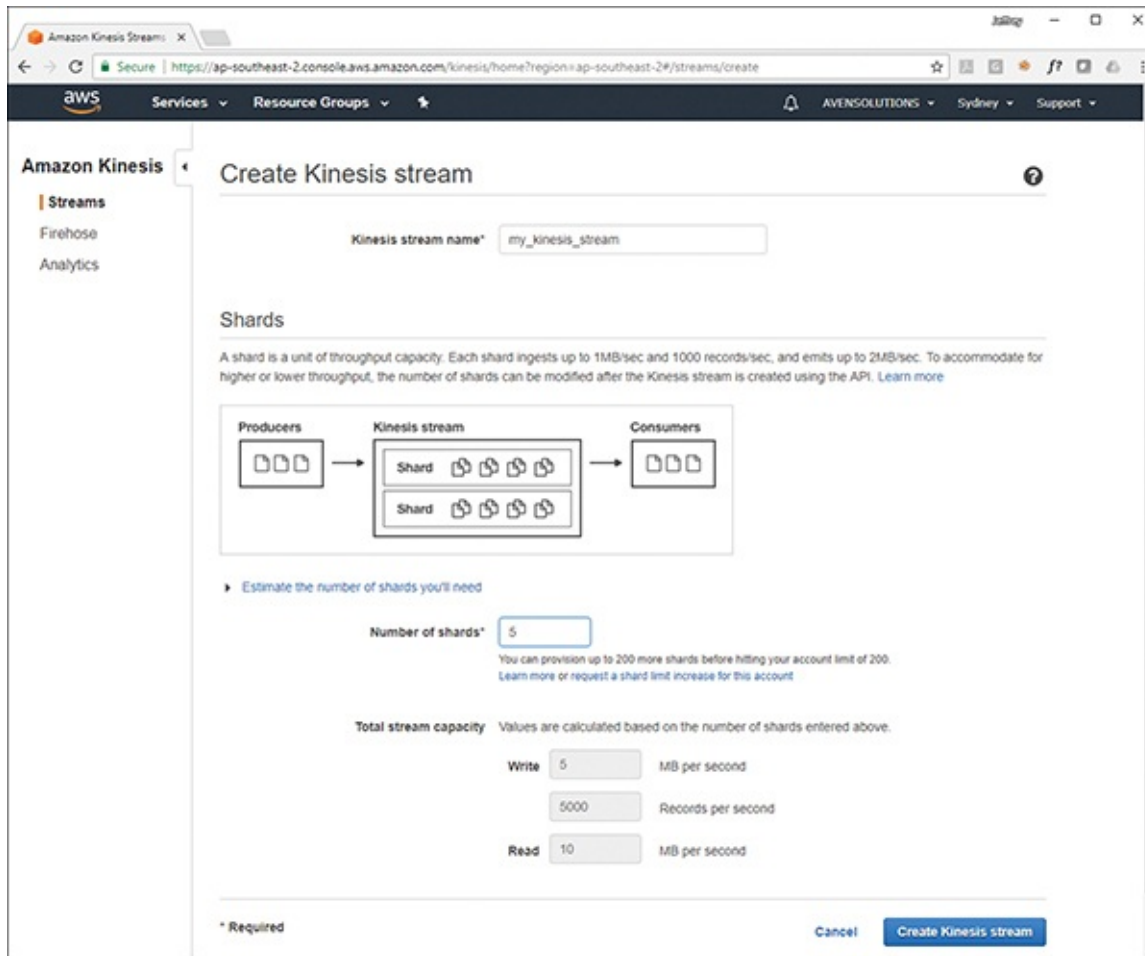 Amazon Kinesis Streams
Secure | https://ap-southeast-2.console.aws.amazon.com/kinesis/home?region=ap-southeast-2#/streams/create
aws Services Resource Groups AVENSOLUTIONS Sydney Support
Amazon Kinesis
Streams
Firehose
Analytics
Create Kinesis stream
Kinesis stream name* my_kinesis_stream
Shards
A shard is a unit of throughput capacity. Each shard ingests up to 1MB/sec and 1000 records/sec, and emits up to 2MB/sec. To accommodate for
higher or lower throughput, the number of shards can be modified after the Kinesis stream is created using the API. Learn more
Producers Kinesis stream Consumers
Shard
Shard
Estimate the number of shards you'll need
Number of shards* 5
You can provision up to 200 more shards before hitting your account limit of 200.
Learn more or request a shard limit increase for this account
Total stream capacity Values are calculated based on the number of shards entered above.
Write 5 MB per second
5000 Records per second
Read 10 MB per second
* Required
Cancel Create Kinesis stream